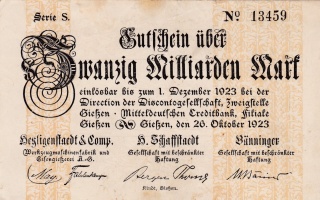 Serie S.
No 13459
Gutschein über
Zwanzig Milliarden Mark
einlösbar bis zum 1. Dezember 1923 bei der
Direction der Discontogesellschaft, Zweigstelle
Gießen · Mitteldeutschen Creditbank, Filiale
Gießen Gießen, den 26. Oktober 1923
Heyligenstaedt & Comp. H. Schaffstaedt Bänninger
Werkzeugmaschinenfabrik und Gesellschaft mit beschränkter Gesellschaft mit beschränkter
Eisengießerei A.-G. Haftung Haftung
Kindt, Gießen.